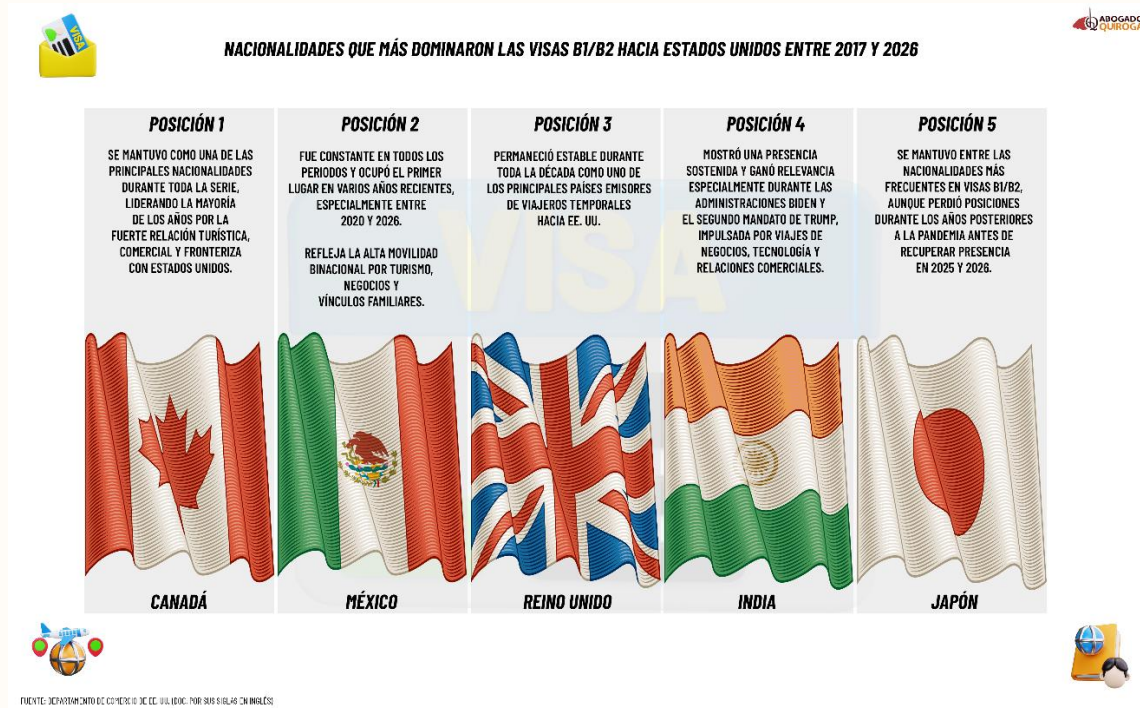 VISA
ABOGADO
QUIROGA
NACIONALIDADES QUE MÁS DOMINARON LAS VISAS B1/B2 HACIA ESTADOS UNIDOS ENTRE 2017 Y 2026
POSICIÓN 1
SE MANTUVO COMO UNA DE LAS
PRINCIPALES NACIONALIDADES
DURANTE TODA LA SERIE,
LIDERANDO LA MAYORÍA
DE LOS AÑOS POR LA
FUERTE RELACIÓN TURÍSTICA,
COMERCIAL Y FRONTERIZA
CON ESTADOS UNIDOS.
CANADÁ
POSICIÓN 2
FUE CONSTANTE EN TODOS LOS
PERIODOS Y OCUPÓ EL PRIMER
LUGAR EN VARIOS AÑOS RECIENTES,
ESPECIALMENTE ENTRE
2020 Y 2026.
REFLEJA LA ALTA MOVILIDAD
BINACIONAL POR TURISMO,
NEGOCIOS Y
VÍNCULOS FAMILIARES.
MÉXICO
POSICIÓN 3
PERMANECIÓ ESTABLE DURANTE
TODA LA DÉCADA COMO UNO DE
LOS PRINCIPALES PAÍSES EMISORES
DE VIAJEROS TEMPORALES
HACIA EE. UU.
REINO UNIDO
POSICIÓN 4
MOSTRÓ UNA PRESENCIA
SOSTENIDA Y GANÓ RELEVANCIA
ESPECIALMENTE DURANTE LAS
ADMINISTRACIONES BIDEN Y
EL SEGUNDO MANDATO DE TRUMP,
IMPULSADA POR VIAJES DE
NEGOCIOS, TECNOLOGÍA Y
RELACIONES COMERCIALES.
INDIA
POSICIÓN 5
SE MANTUVO ENTRE LAS
NACIONALIDADES MÁS
FRECUENTES EN VISAS B1/B2,
AUNQUE PERDIÓ POSICIONES
DURANTE LOS AÑOS POSTERIORES
A LA PANDEMIA ANTES DE
RECUPERAR PRESENCIA
EN 2025 Y 2026.
JAPÓN
VISA
FUENTE: DEPARTAMENTO DE COMERCIO DE EE. UU. (DOC, POR SUS SIGLAS EN INGLÉS)